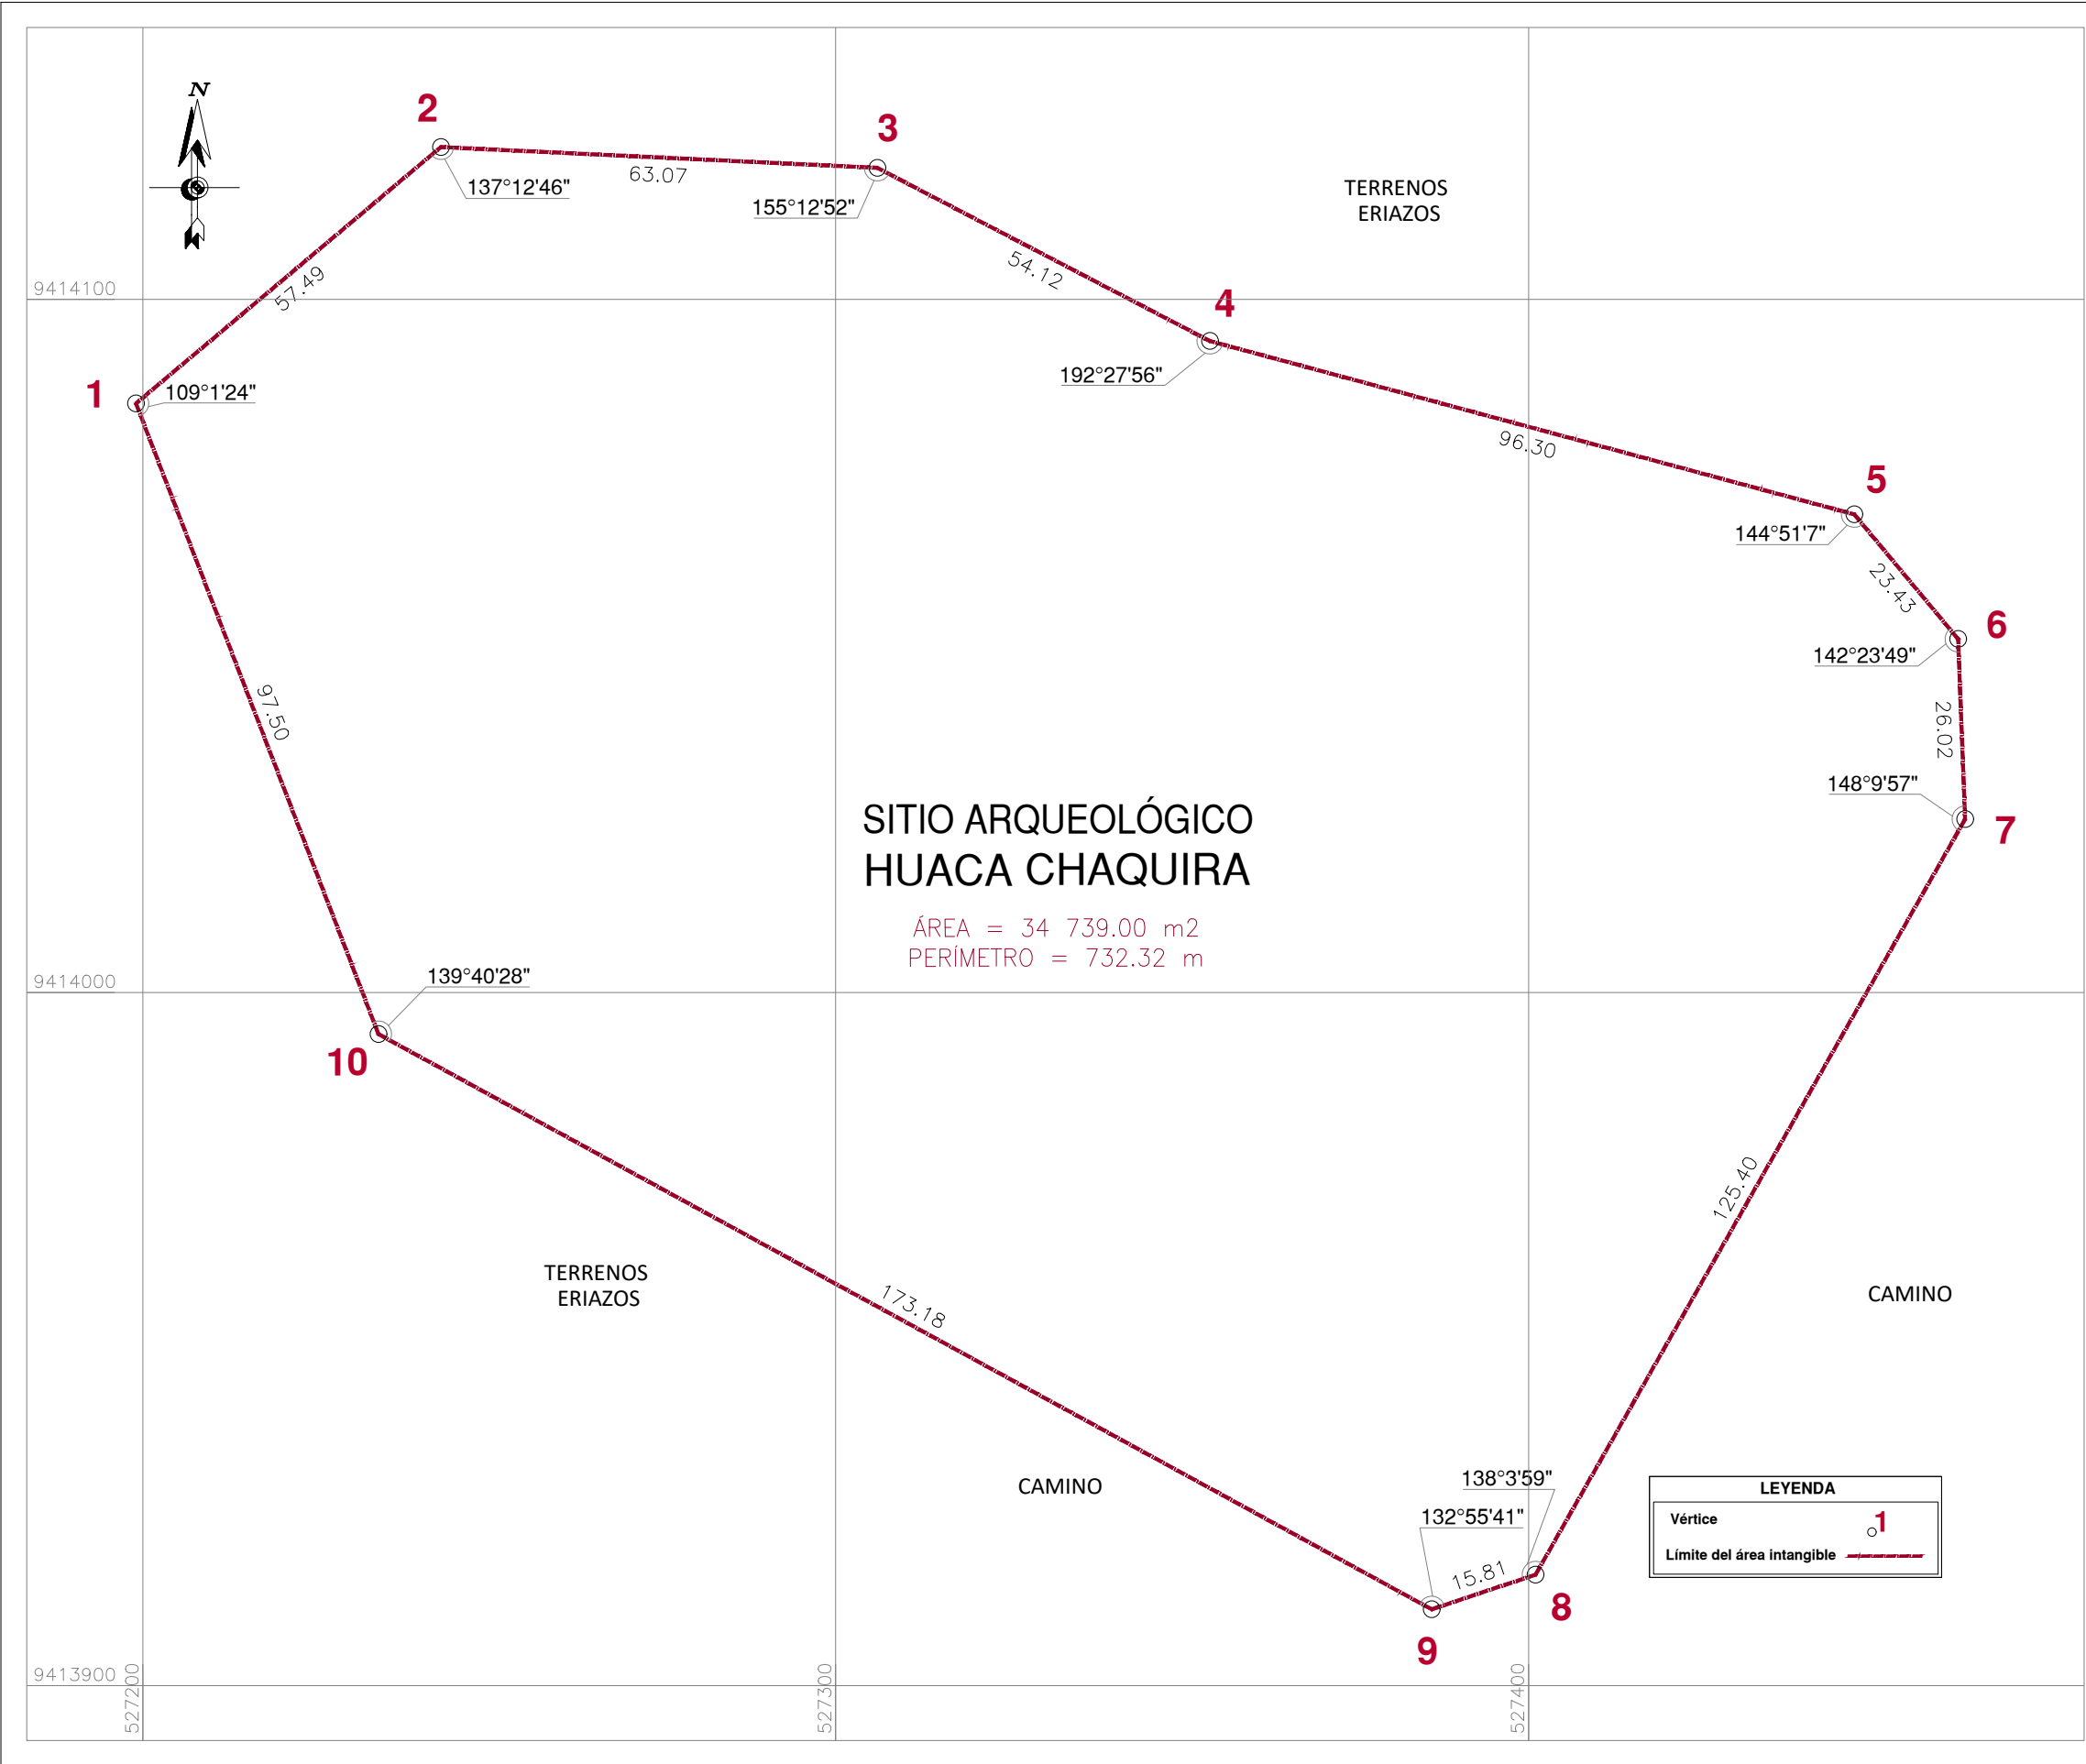 N
2
3
137°12'46"
63.07
155°12'52"
TERRENOS
ERIAZOS
57.49
54.12
9414100
4
1
109°1'24"
192°27'56"
96.30
5
144°51'7"
23.43
6
142°23'49"
97.50
26.02
148°9'57"
7
SITIO ARQUEOLÓGICO
HUACA CHAQUIRA
ÁREA = 34 739.00 m2
PERÍMETRO = 732.32 m
9414000
139°40'28"
10
125.40
TERRENOS
ERIAZOS
173.18
CAMINO
CAMINO
138°3'59"
132°55'41"
15.81
8
9
LEYENDA
Vértice 1
Límite del área intangible
9413900
527200
527300
527400